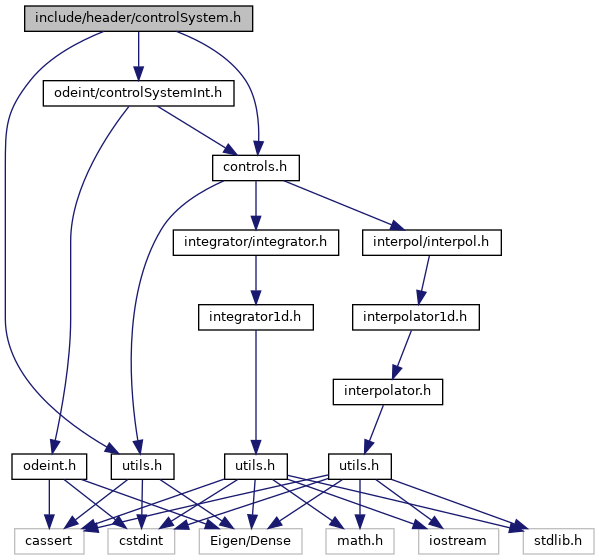 include/header/controlSystem.h
odeint/controlSystemInt.h
controls.h
integrator/integrator.h
interpol/interpol.h
integrator1d.h
interpolator1d.h
interpolator.h
odeint.h
utils.h
utils.h
utils.h
cassert
cstdint
Eigen/Dense
math.h
iostream
stdlib.h